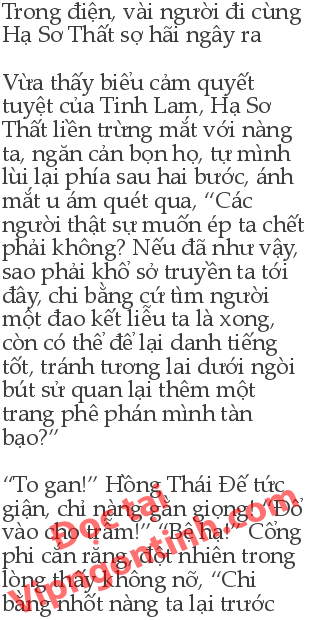 Trong điện, vài người đi cùng
Hạ Sơ Thất sợ hãi ngây ra
Vừa thấy biểu cảm quyết
tuyệt của Tinh Lam, Hạ Sơ
Thất liền trừng mắt với nàng
ta, ngăn cản bọn họ, tự mình
lùi lại phía sau hai bước, ánh
mắt u ám quét qua, “Các
người thật sự muốn ép ta chết
phải không? Nếu đã như vậy,
sao phải khổ sở truyền ta tới
đây, chi bằng cứ tìm người
một đao kết liễu ta là xong,
còn có thể để lại danh tiếng
tốt, tránh tương lai dưới ngòi
bút sử quan lại thêm một
trang phê phán mình tàn
bạo?”
“To gan!” Hồng Thái Đế tức
giận, chỉ nàng gằn giọng! “Đổ
vào cho trẫm!” “Bệ hạ!” Cống
phi cắn răng, đột nhiên trong
lòng thấy không nỡ, “Chi
bằng nhốt nàng ta lại trước
Đọc tại
Vipngontinh.com